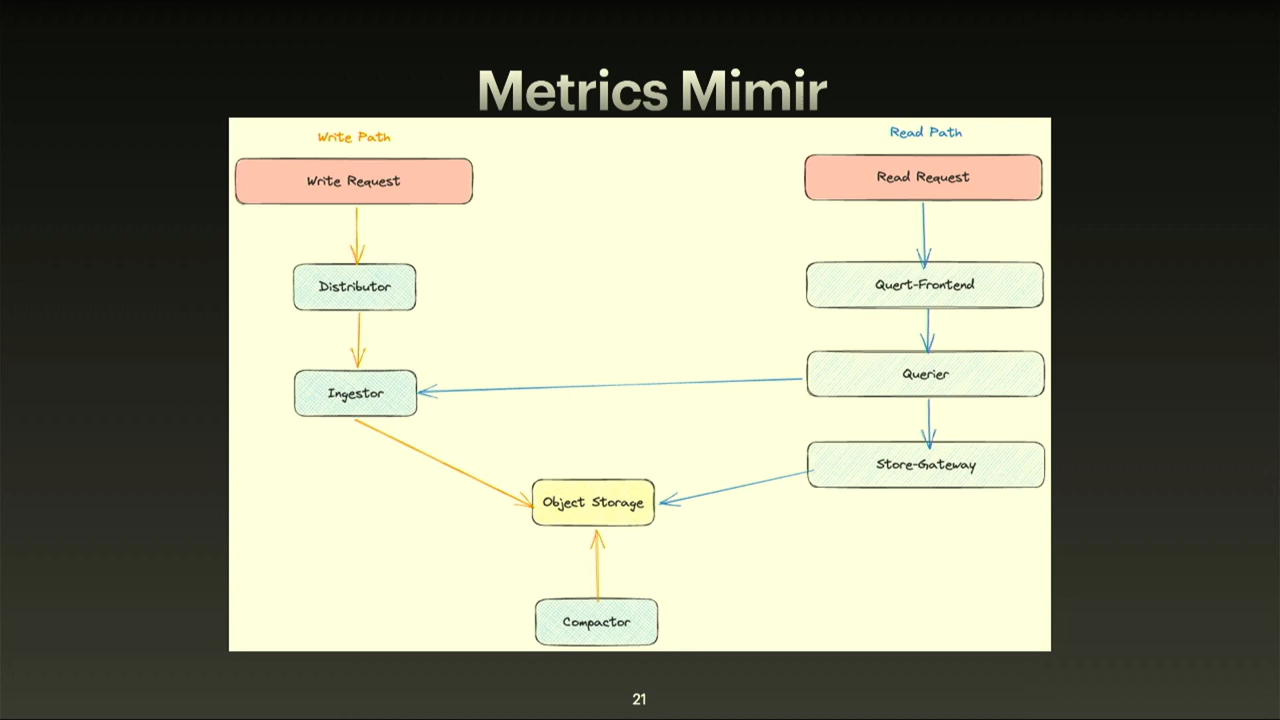 Metrics Mimir
Write Path
Read Path
Write Request
Read Request
Distributor
Quert-Frontend
Ingestor
Querier
Store-Gateway
Object Storage
Compactor
21